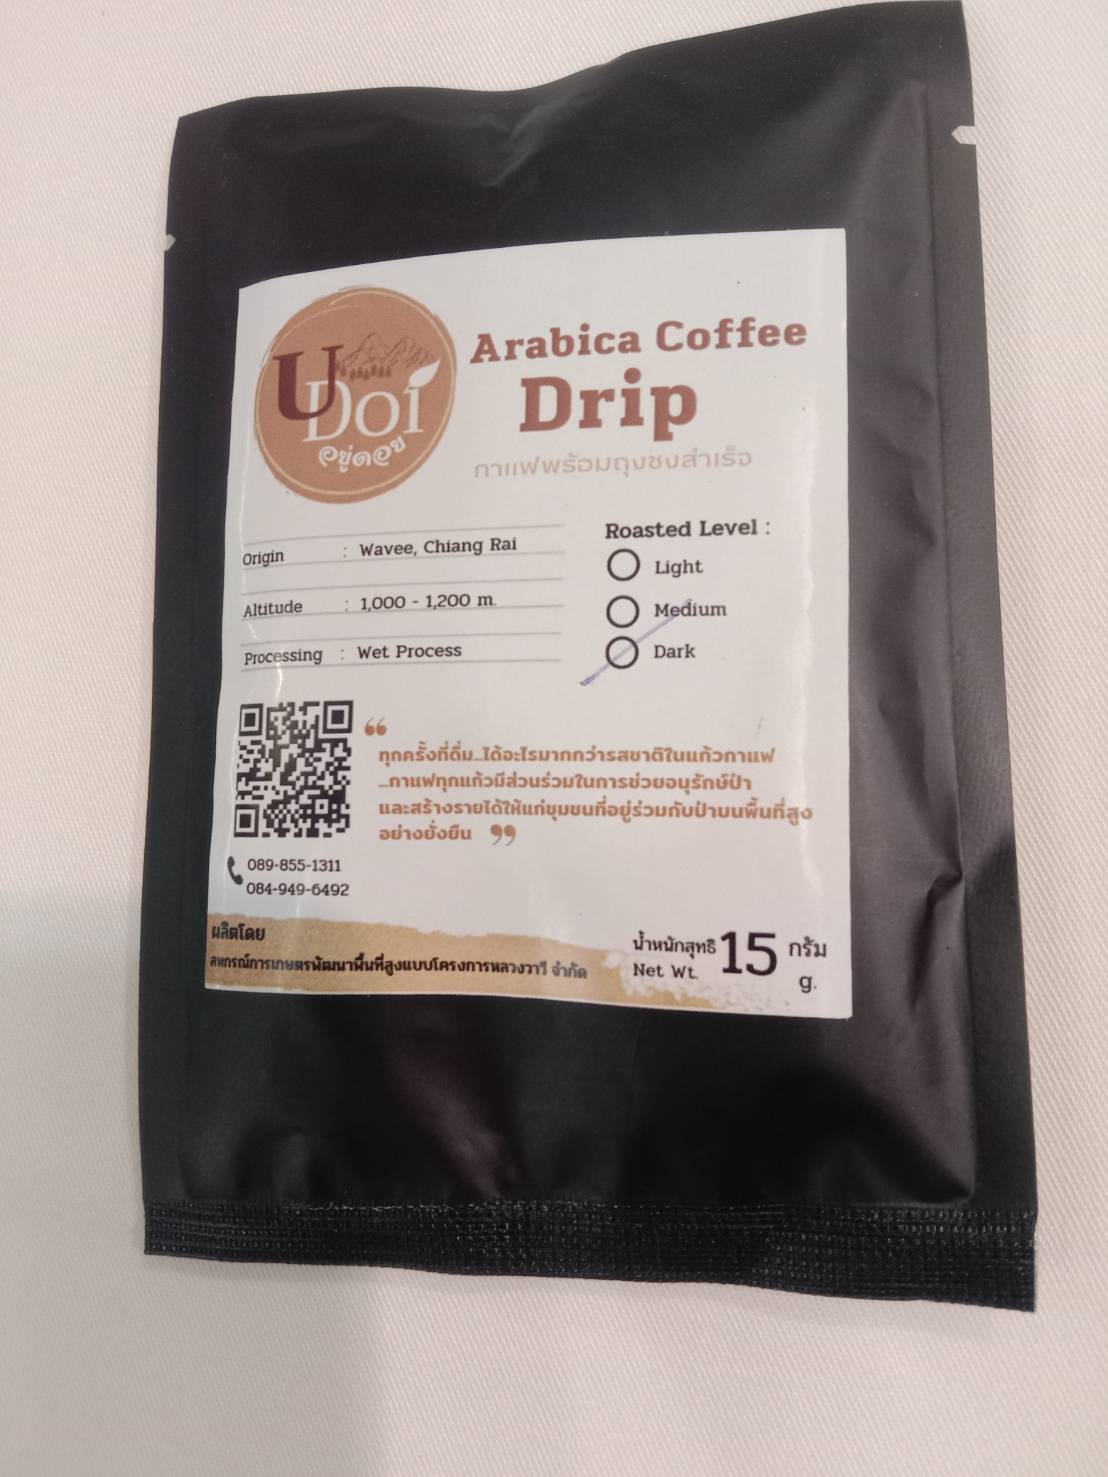 U
Doi
อยู่ดอย
Arabica Coffee
Drip
กาแฟพร้อมถุงชงสำเร็จ
Origin : Wavee, Chiang Rai
Altitude : 1,000 - 1,200 m.
Processing : Wet Process
Roasted Level :
Light
Medium
Dark
“
ทุกครั้งที่ดื่ม...ได้อะไรมากกว่ารสชาติในแก้วกาแฟ
...กาแฟทุกแก้วมีส่วนร่วมในการช่วยอนุรักษ์ป่า
และสร้างรายได้ให้แก่ชุมชนที่อยู่ร่วมกับป่าบนพื้นที่สูง
อย่างยั่งยืน ”
089-855-1311
084-949-6492
ผลิตโดย
สหกรณ์การเกษตรพัฒนาพื้นที่สูงแบบโครงการหลวงวาวี จำกัด
น้ำหนักสุทธิ 15 กรัม
Net Wt. g.